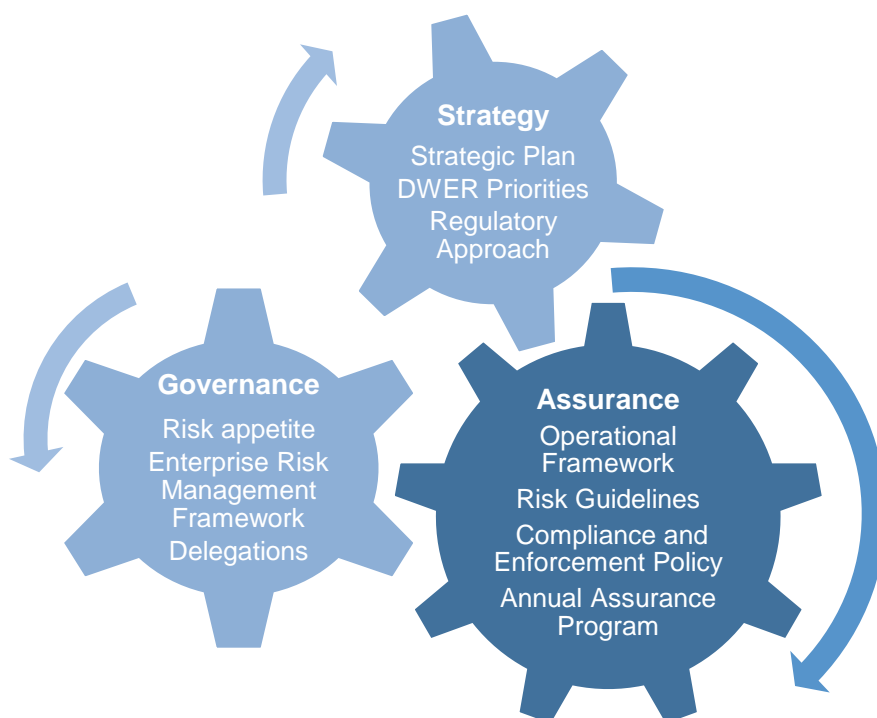 Strategy
Strategic Plan
DWER Priorities
Regulatory
Approach
Governance
Risk appetite
Enterprise Risk
Management
Framework
Delegations
Assurance
Operational
Framework
Risk Guidelines
Compliance and
Enforcement Policy
Annual Assurance
Program